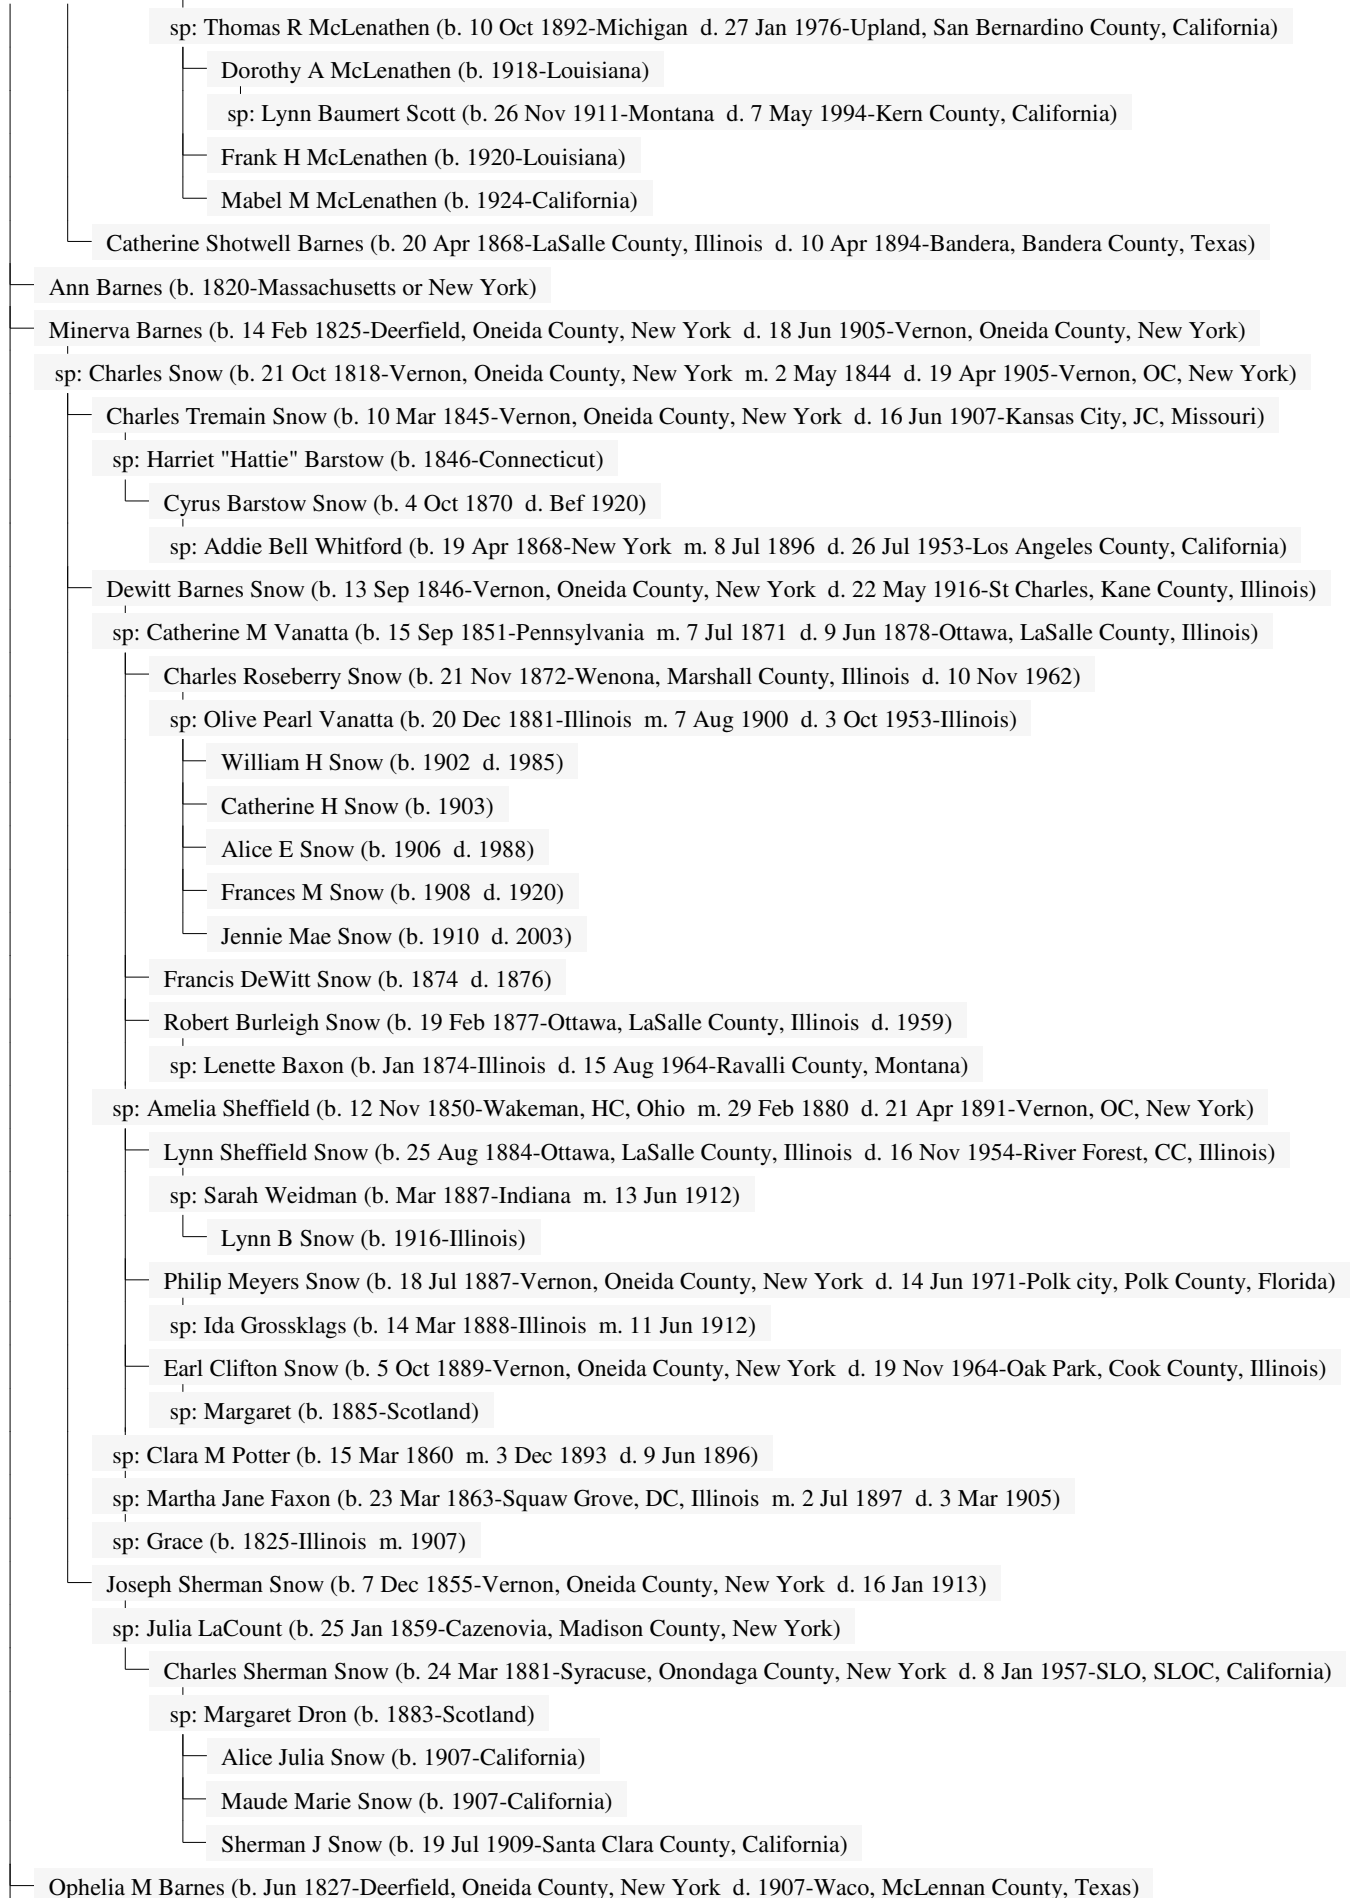 sp: Thomas R McLenathen (b. 10 Oct 1892-Michigan d. 27 Jan 1976-Upland, San Bernardino County, California)
Dorothy A McLenathen (b. 1918-Louisiana)
sp: Lynn Baumert Scott (b. 26 Nov 1911-Montana d. 7 May 1994-Kern County, California)
Frank H McLenathen (b. 1920-Louisiana)
Mabel M McLenathen (b. 1924-California)
Catherine Shotwell Barnes (b. 20 Apr 1868-LaSalle County, Illinois d. 10 Apr 1894-Bandera, Bandera County, Texas)
Ann Barnes (b. 1820-Massachusetts or New York)
Minerva Barnes (b. 14 Feb 1825-Deerfield, Oneida County, New York d. 18 Jun 1905-Vernon, Oneida County, New York)
sp: Charles Snow (b. 21 Oct 1818-Vernon, Oneida County, New York m. 2 May 1844 d. 19 Apr 1905-Vernon, OC, New York)
Charles Tremain Snow (b. 10 Mar 1845-Vernon, Oneida County, New York d. 16 Jun 1907-Kansas City, JC, Missouri)
sp: Harriet "Hattie" Barstow (b. 1846-Connecticut)
Cyrus Barstow Snow (b. 4 Oct 1870 d. Bef 1920)
sp: Addie Bell Whitford (b. 19 Apr 1868-New York m. 8 Jul 1896 d. 26 Jul 1953-Los Angeles County, California)
Dewitt Barnes Snow (b. 13 Sep 1846-Vernon, Oneida County, New York d. 22 May 1916-St Charles, Kane County, Illinois)
sp: Catherine M Vanatta (b. 15 Sep 1851-Pennsylvania m. 7 Jul 1871 d. 9 Jun 1878-Ottawa, LaSalle County, Illinois)
Charles Roseberry Snow (b. 21 Nov 1872-Wenona, Marshall County, Illinois d. 10 Nov 1962)
sp: Olive Pearl Vanatta (b. 20 Dec 1881-Illinois m. 7 Aug 1900 d. 3 Oct 1953-Illinois)
William H Snow (b. 1902 d. 1985)
Catherine H Snow (b. 1903)
Alice E Snow (b. 1906 d. 1988)
Frances M Snow (b. 1908 d. 1920)
Jennie Mae Snow (b. 1910 d. 2003)
Francis DeWitt Snow (b. 1874 d. 1876)
Robert Burleigh Snow (b. 19 Feb 1877-Ottawa, LaSalle County, Illinois d. 1959)
sp: Lenette Baxon (b. Jan 1874-Illinois d. 15 Aug 1964-Ravalli County, Montana)
sp: Amelia Sheffield (b. 12 Nov 1850-Wakeman, HC, Ohio m. 29 Feb 1880 d. 21 Apr 1891-Vernon, OC, New York)
Lynn Sheffield Snow (b. 25 Aug 1884-Ottawa, LaSalle County, Illinois d. 16 Nov 1954-River Forest, CC, Illinois)
sp: Sarah Weidman (b. Mar 1887-Indiana m. 13 Jun 1912)
Lynn B Snow (b. 1916-Illinois)
Philip Meyers Snow (b. 18 Jul 1887-Vernon, Oneida County, New York d. 14 Jun 1971-Polk city, Polk County, Florida)
sp: Ida Grossklags (b. 14 Mar 1888-Illinois m. 11 Jun 1912)
Earl Clifton Snow (b. 5 Oct 1889-Vernon, Oneida County, New York d. 19 Nov 1964-Oak Park, Cook County, Illinois)
sp: Margaret (b. 1885-Scotland)
sp: Clara M Potter (b. 15 Mar 1860 m. 3 Dec 1893 d. 9 Jun 1896)
sp: Martha Jane Faxon (b. 23 Mar 1863-Squaw Grove, DC, Illinois m. 2 Jul 1897 d. 3 Mar 1905)
sp: Grace (b. 1825-Illinois m. 1907)
Joseph Sherman Snow (b. 7 Dec 1855-Vernon, Oneida County, New York d. 16 Jan 1913)
sp: Julia LaCount (b. 25 Jan 1859-Cazenovia, Madison County, New York)
Charles Sherman Snow (b. 24 Mar 1881-Syracuse, Onondaga County, New York d. 8 Jan 1957-SLO, SLOC, California)
sp: Margaret Dron (b. 1883-Scotland)
Alice Julia Snow (b. 1907-California)
Maude Marie Snow (b. 1907-California)
Sherman J Snow (b. 19 Jul 1909-Santa Clara County, California)
Ophelia M Barnes (b. Jun 1827-Deerfield, Oneida County, New York d. 1907-Waco, McLennan County, Texas)